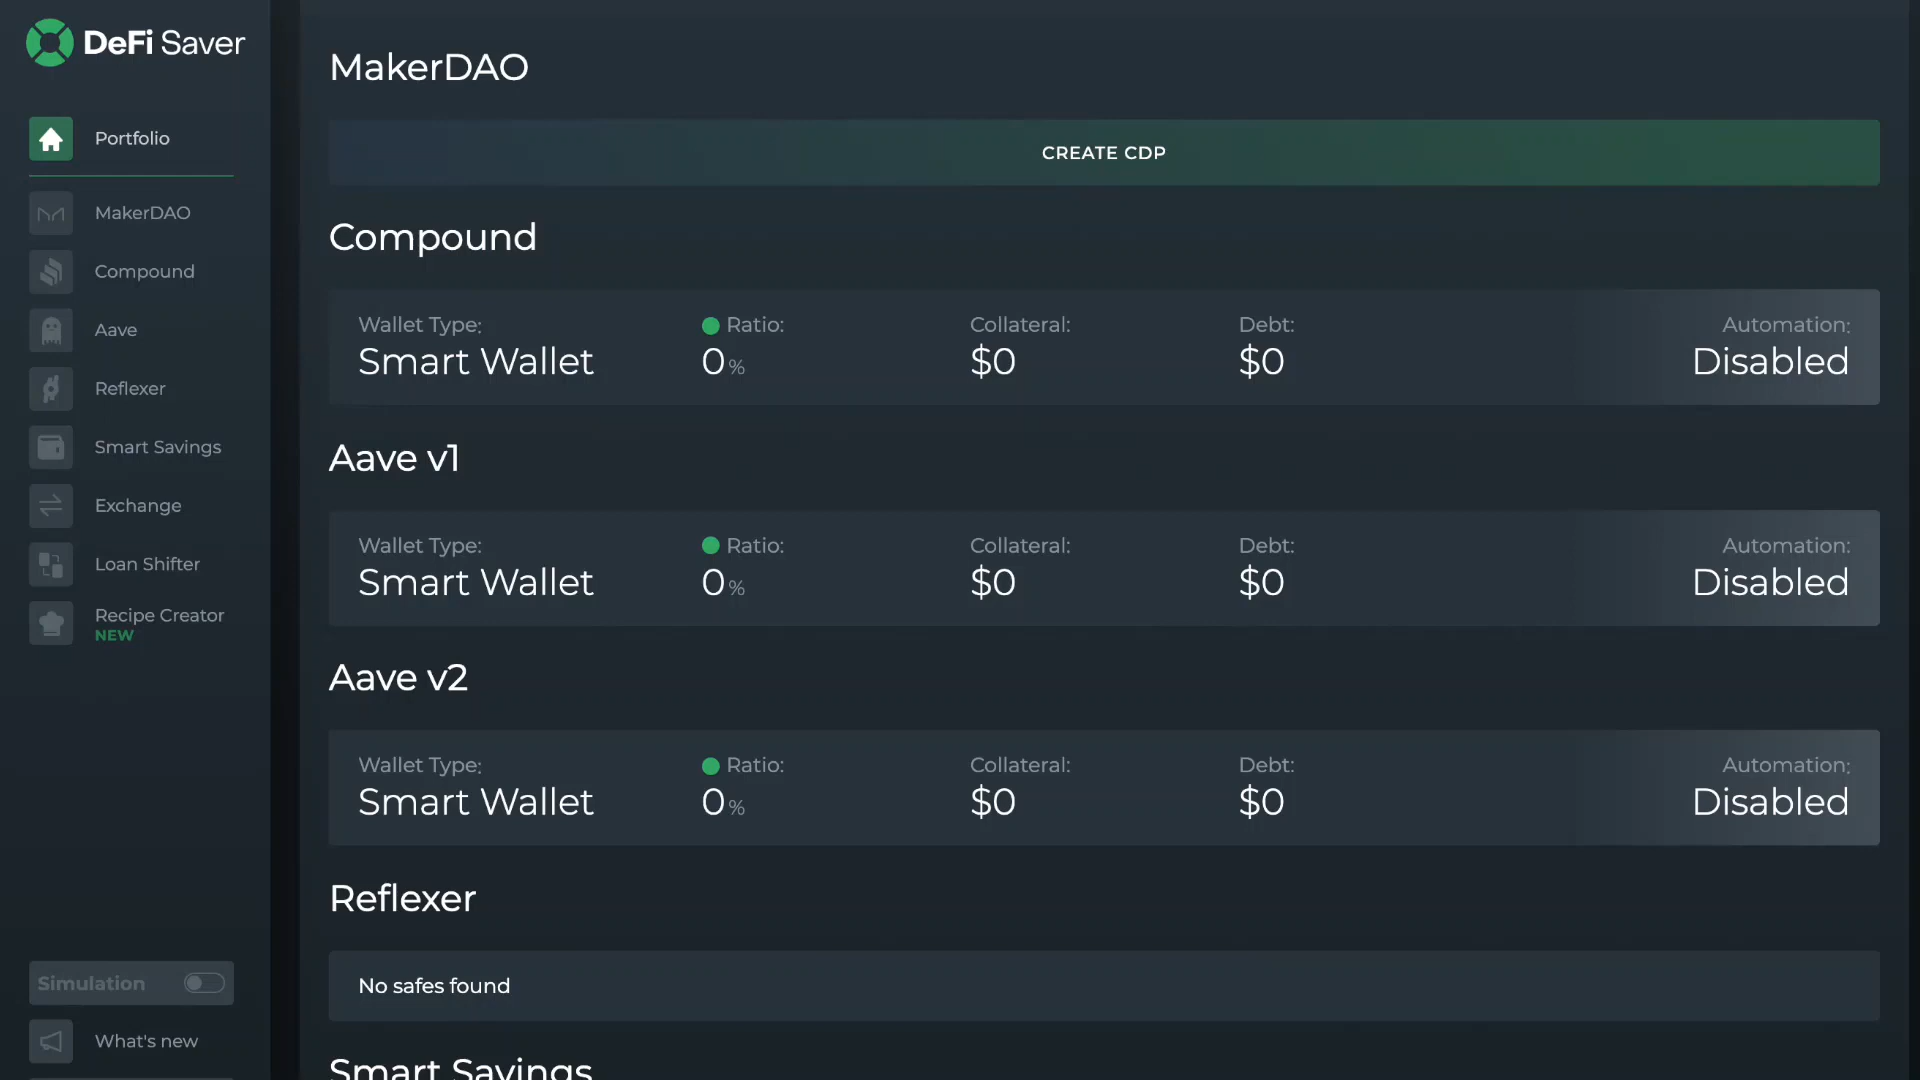 DeFi Saver
Portfolio
MakerDAO
Compound
Aave
Reflexer
Smart Savings
Exchange
Loan Shifter
Recipe Creator
NEW
Simulation
What's new
MakerDAO
CREATE CDP
Compound
Wallet Type: Ratio: Collateral: Debt: Automation:
Smart Wallet 0% $0 $0 Disabled
Aave v1
Wallet Type: Ratio: Collateral: Debt: Automation:
Smart Wallet 0% $0 $0 Disabled
Aave v2
Wallet Type: Ratio: Collateral: Debt: Automation:
Smart Wallet 0% $0 $0 Disabled
Reflexer
No safes found
Smart Savings